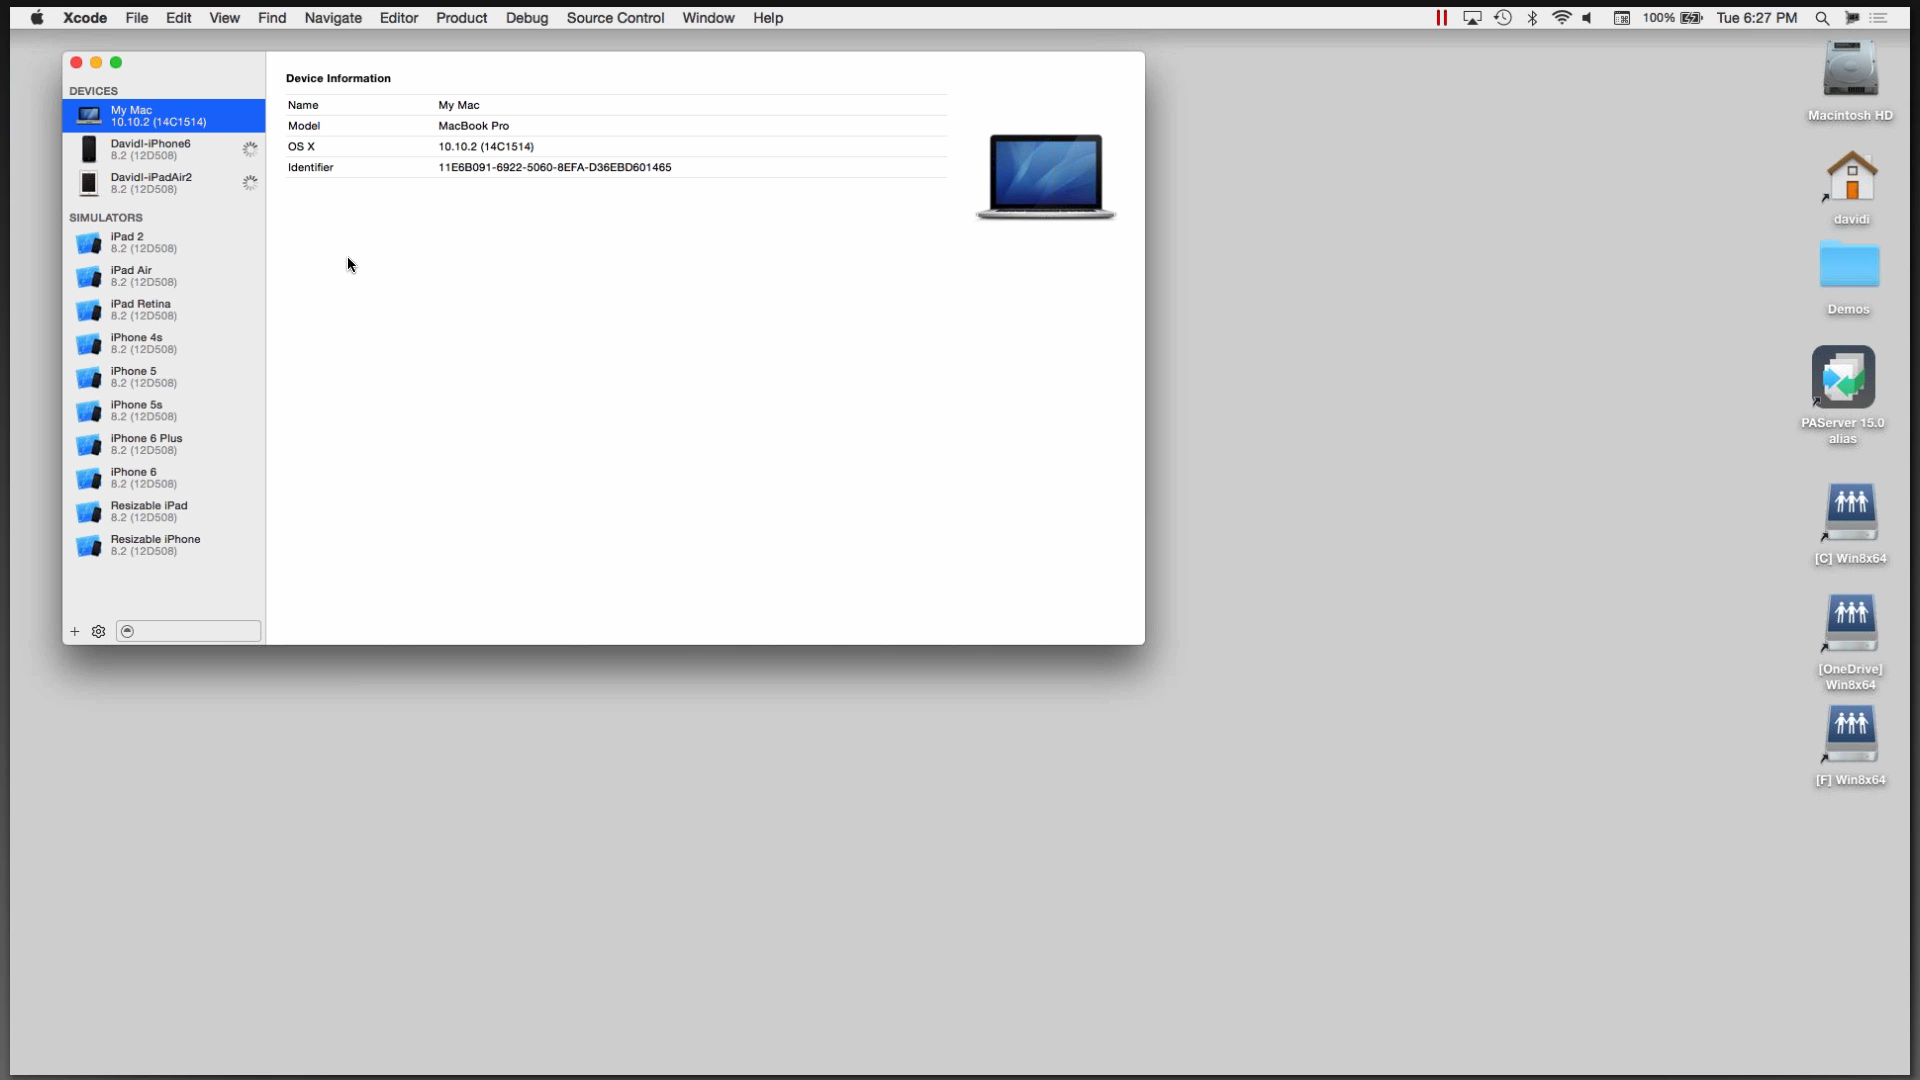 Xcode File Edit View Find Navigate Editor Product Debug Source Control Window Help
100% Tue 6:27 PM
DEVICES
My Mac
10.10.2 (14C1514)
DavidI-iPhone6
8.2 (12D508)
DavidI-iPadAir2
8.2 (12D508)
SIMULATORS
iPad 2
8.2 (12D508)
iPad Air
8.2 (12D508)
iPad Retina
8.2 (12D508)
iPhone 4s
8.2 (12D508)
iPhone 5
8.2 (12D508)
iPhone 5s
8.2 (12D508)
iPhone 6 Plus
8.2 (12D508)
iPhone 6
8.2 (12D508)
Resizable iPad
8.2 (12D508)
Resizable iPhone
8.2 (12D508)
Device Information
Name My Mac
Model MacBook Pro
OS X 10.10.2 (14C1514)
Identifier 11E6B091-6922-5060-8EFA-D36EBD601465
Macintosh HD
davidi
Demos
PAServer 15.0
alias
[C] Win8x64
[OneDrive]
Win8x64
[F] Win8x64